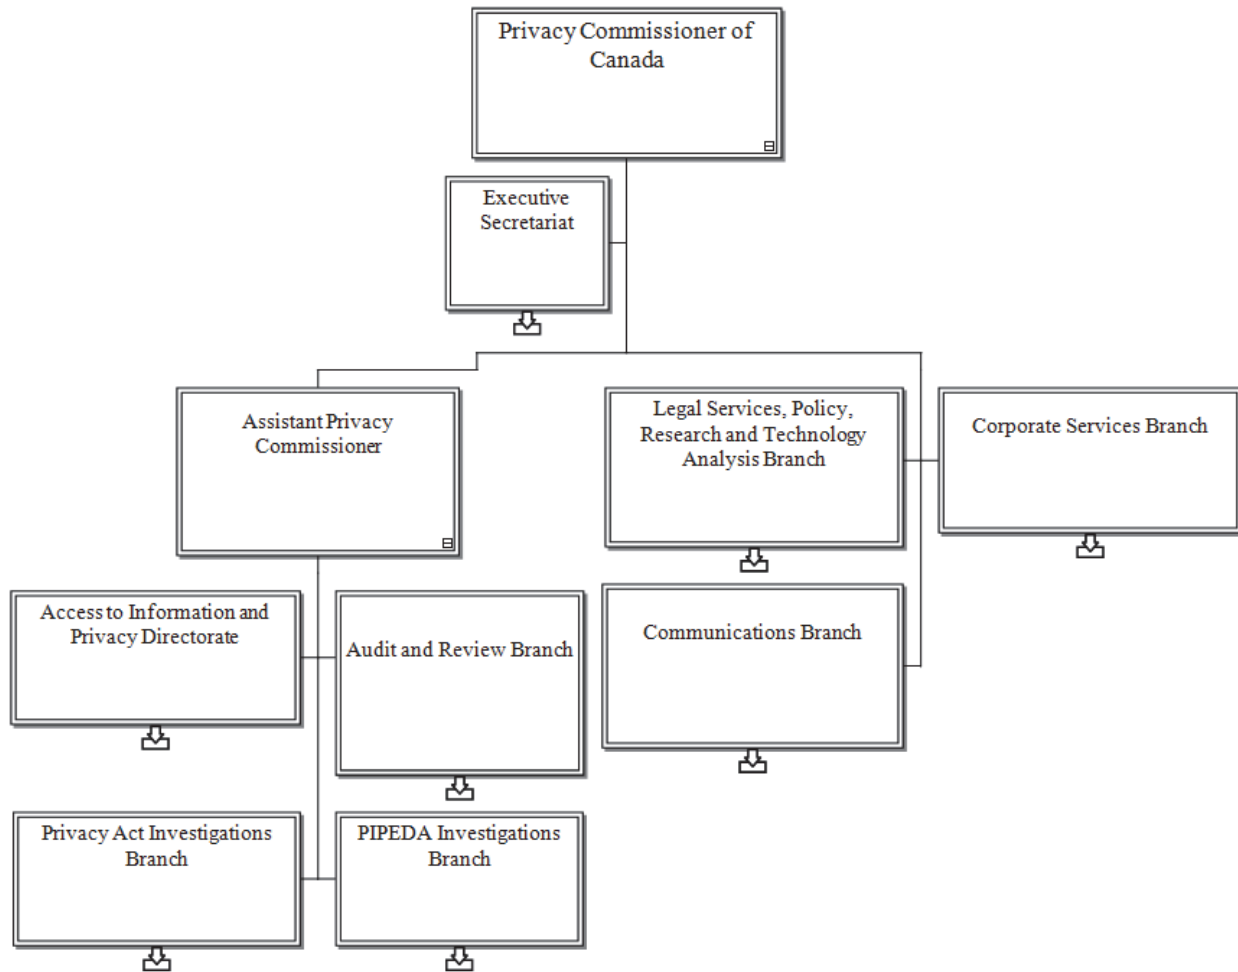 Privacy Commissioner of
Canada
Executive
Secretariat
Assistant Privacy
Commissioner
Legal Services, Policy,
Research and Technology
Analysis Branch
Corporate Services Branch
Access to Information and
Privacy Directorate
Audit and Review Branch
Communications Branch
Privacy Act Investigations
Branch
PIPEDA Investigations
Branch